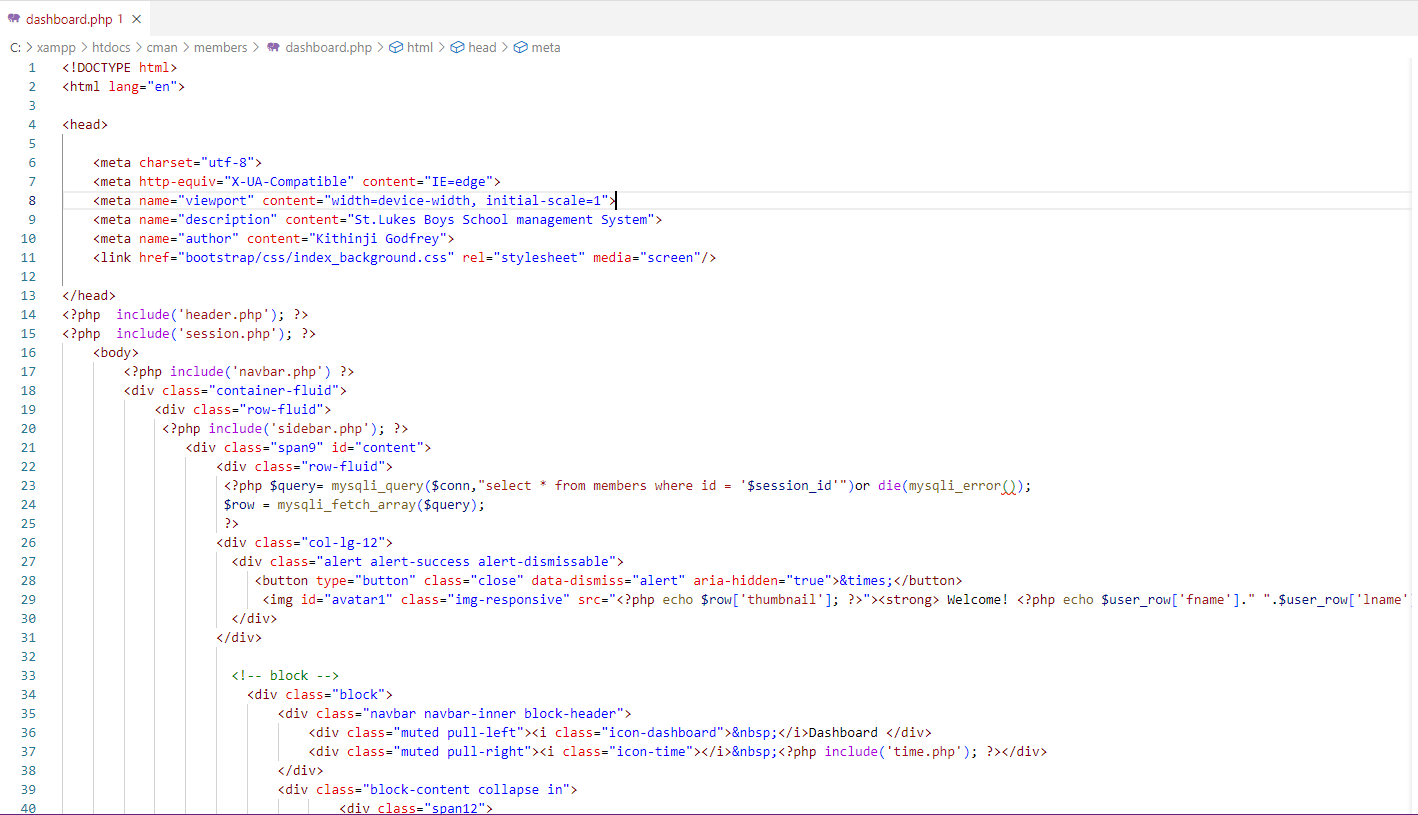 dashboard.php 1 ×
C: > xampp > htdocs > cman > members > dashboard.php > html > head > meta
1 <!DOCTYPE html>
2 <html lang="en">
3
4 <head>
5
6 <meta charset="utf-8">
7 <meta http-equiv="X-UA-Compatible" content="IE=edge">
8 <meta name="viewport" content="width=device-width, initial-scale=1">
9 <meta name="description" content="St.Lukes Boys School management System">
10 <meta name="author" content="Kithinji Godfrey">
11 <link href="bootstrap/css/index_background.css" rel="stylesheet" media="screen"/>
12
13 </head>
14 <?php  include('header.php'); ?>
15 <?php  include('session.php'); ?>
16 <body>
17 <?php include('navbar.php') ?>
18 <div class="container-fluid">
19 <div class="row-fluid">
20 <?php include('sidebar.php'); ?>
21 <div class="span9" id="content">
22 <div class="row-fluid">
23 <?php $query= mysqli_query($conn,"select * from members where id = '$session_id'")or die(mysqli_error());
24 $row = mysqli_fetch_array($query);
25 ?>
26 <div class="col-lg-12">
27 <div class="alert alert-success alert-dismissable">
28 <button type="button" class="close" data-dismiss="alert" aria-hidden="true">&times;</button>
29 <img id="avatar1" class="img-responsive" src="<?php echo $row['thumbnail']; ?>"><strong> Welcome! <?php echo $user_row['fname']." ".$user_row['lname'
30 </div>
31 </div>
32
33 <!-- block -->
34 <div class="block">
35 <div class="navbar navbar-inner block-header">
36 <div class="muted pull-left"><i class="icon-dashboard">&nbsp;</i>Dashboard </div>
37 <div class="muted pull-right"><i class="icon-time"></i>&nbsp;<?php include('time.php'); ?></div>
38 </div>
39 <div class="block-content collapse in">
40 <div class="span12">